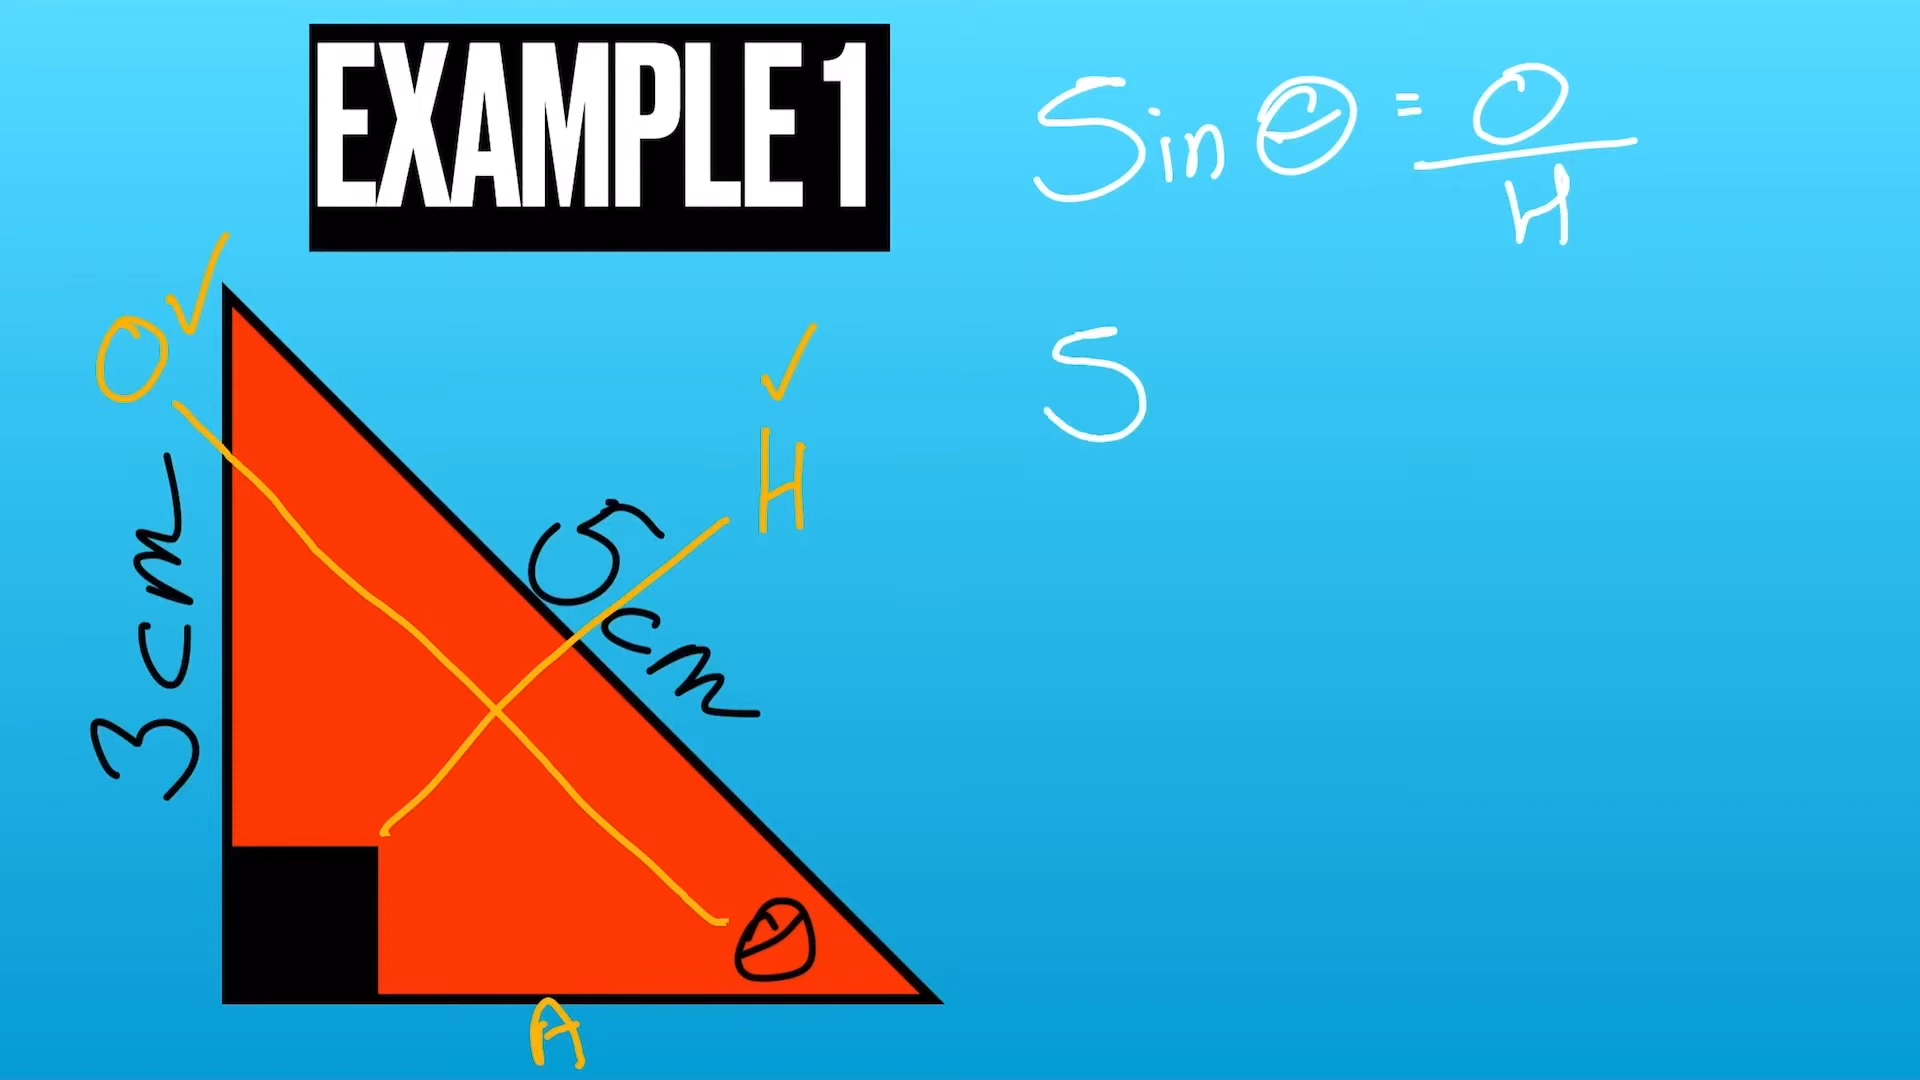 EXAMPLE 1
Sin θ = O
H
S
O ✓
✓
H
3cm
5cm
θ
A